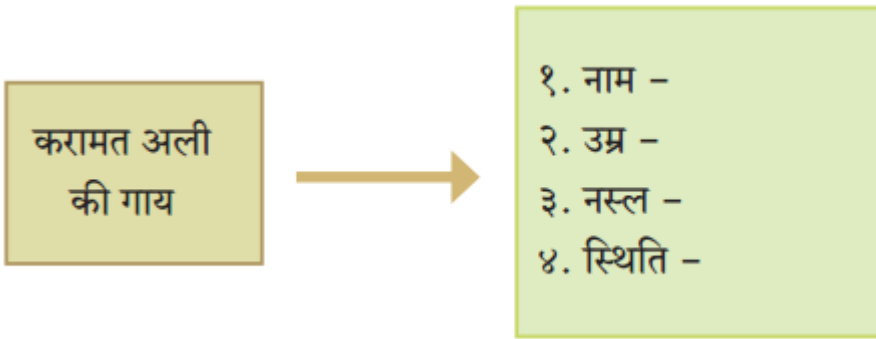 करामत अली
की गाय
१. नाम –
२. उम्र –
३. नस्ल –
४. स्थिति –